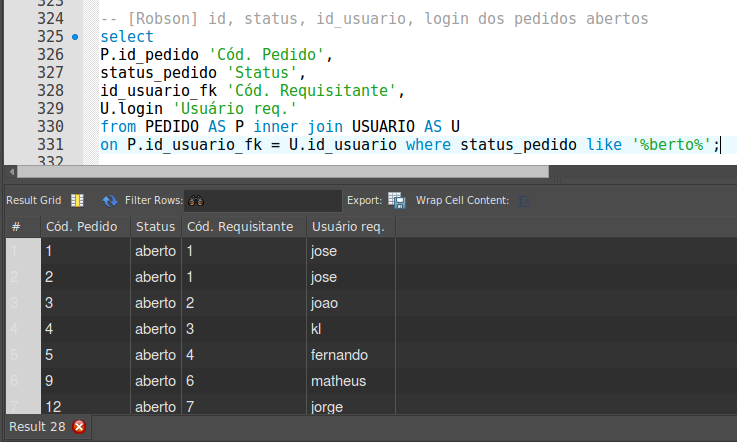 323
324 -- [Robson] id, status, id_usuario, login dos pedidos abertos
325 select
326 P.id_pedido 'Cód. Pedido',
327 status_pedido 'Status',
328 id_usuario_fk 'Cód. Requisitante',
329 U.login 'Usuário req.'
330 from PEDIDO AS P inner join USUARIO AS U
331 on P.id_usuario_fk = U.id_usuario where status_pedido like '%berto%';
332
Result Grid Filter Rows: Export: Wrap Cell Content:
# Cód. Pedido Status Cód. Requisitante Usuário req.
1 1 aberto 1 jose
2 2 aberto 1 jose
3 3 aberto 2 joao
4 4 aberto 3 kl
5 5 aberto 4 fernando
6 9 aberto 6 matheus
7 12 aberto 7 jorge
Result 28